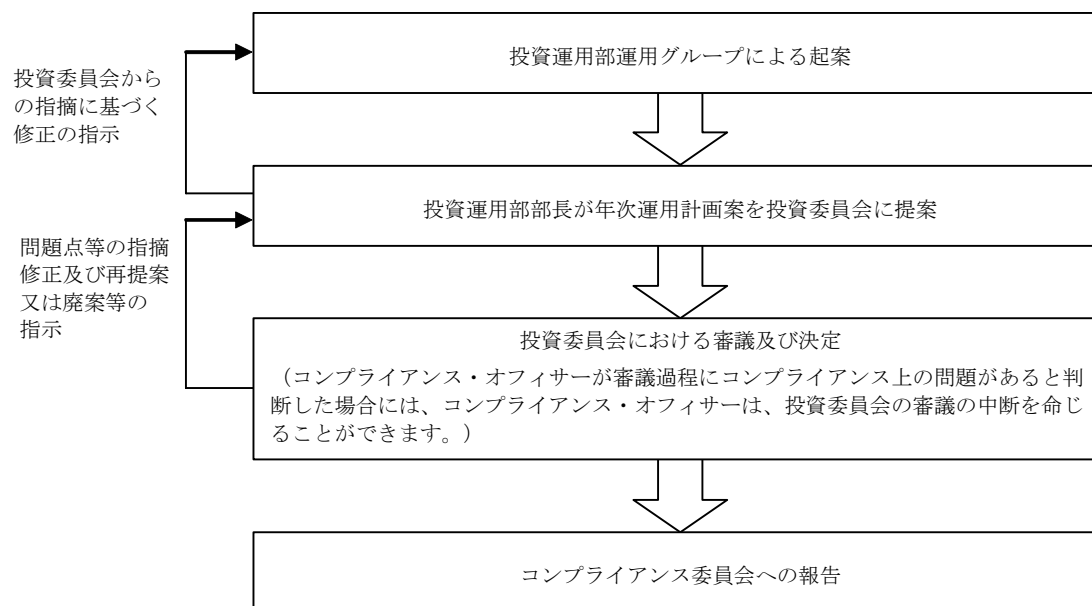 投資運用部運用グループによる起案
投資委員会から
の指摘に基づく
修正の指示
投資運用部部長が年次運用計画案を投資委員会に提案
問題点等の指摘
修正及び再提案
又は廃案等の
指示
投資委員会における審議及び決定
（コンプライアンス・オフィサーが審議過程にコンプライアンス上の問題があると判
断した場合には、コンプライアンス・オフィサーは、投資委員会の審議の中断を命じ
ることができます。）
コンプライアンス委員会への報告